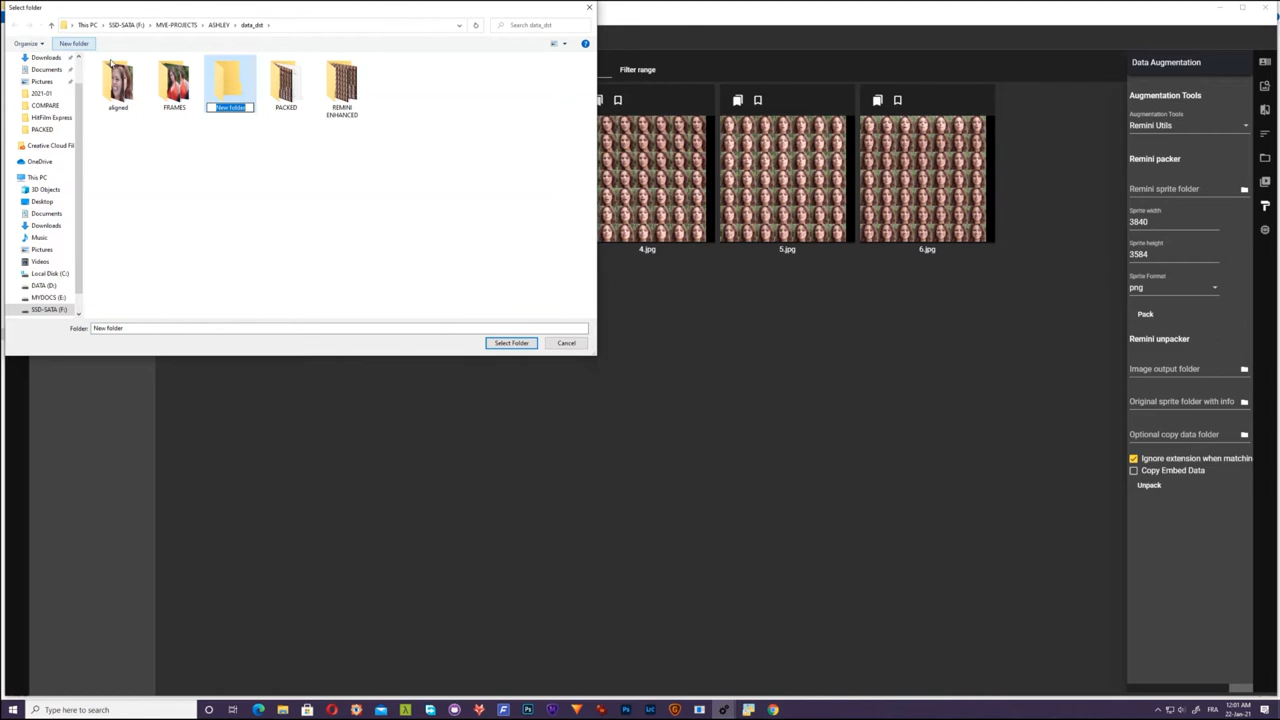 Select folder
This PC > SSD-SATA (F:) > MVE-PROJECTS > ASHLEY > data_dst >
Search data_dst
Organize
New folder
Downloads
Documents
Pictures
2021-01
COMPARE
HitFilm Express
PACKED
Creative Cloud Fil
OneDrive
This PC
3D Objects
Desktop
Documents
Downloads
Music
Pictures
Videos
Local Disk (C:)
DATA (D:)
MYDOCS (E:)
SSD-SATA (F:)
aligned
FRAMES
New folder
PACKED
REMINI
ENHANCED
Folder: New folder
Select Folder
Cancel
Filter range
4.jpg
5.jpg
6.jpg
Data Augmentation
Augmentation Tools
Augmentation Tools
Remini Utils
Remini packer
Remini sprite folder
Sprite width
3840
Sprite height
3584
Sprite Format
png
Pack
Remini unpacker
Image output folder
Original sprite folder with info
Optional copy data folder
Ignore extension when matchin
Copy Embed Data
Unpack
Type here to search
FRA
12:01 AM
22-Jan-21